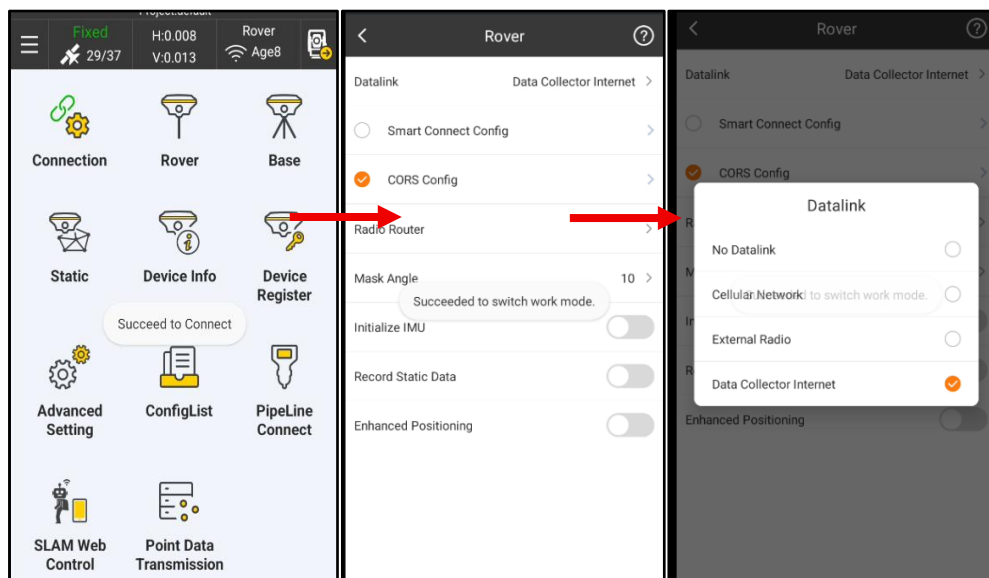 Project:default
Fixed
29/37
H:0.008
V:0.013
Rover
Age8
Connection
Rover
Base
Static
Device Info
Device
Register
Succeed to Connect
Advanced
Setting
ConfigList
PipeLine
Connect
SLAM Web
Control
Point Data
Transmission
Rover
Datalink
Data Collector Internet
Smart Connect Config
CORS Config
Radio Router
Mask Angle
10
Succeeded to switch work mode.
Initialize IMU
Record Static Data
Enhanced Positioning
Rover
Datalink
Data Collector Internet
Smart Connect Config
CORS Config
Datalink
No Datalink
Cellular Network
to switch work mode.
External Radio
Data Collector Internet
Enhanced Positioning